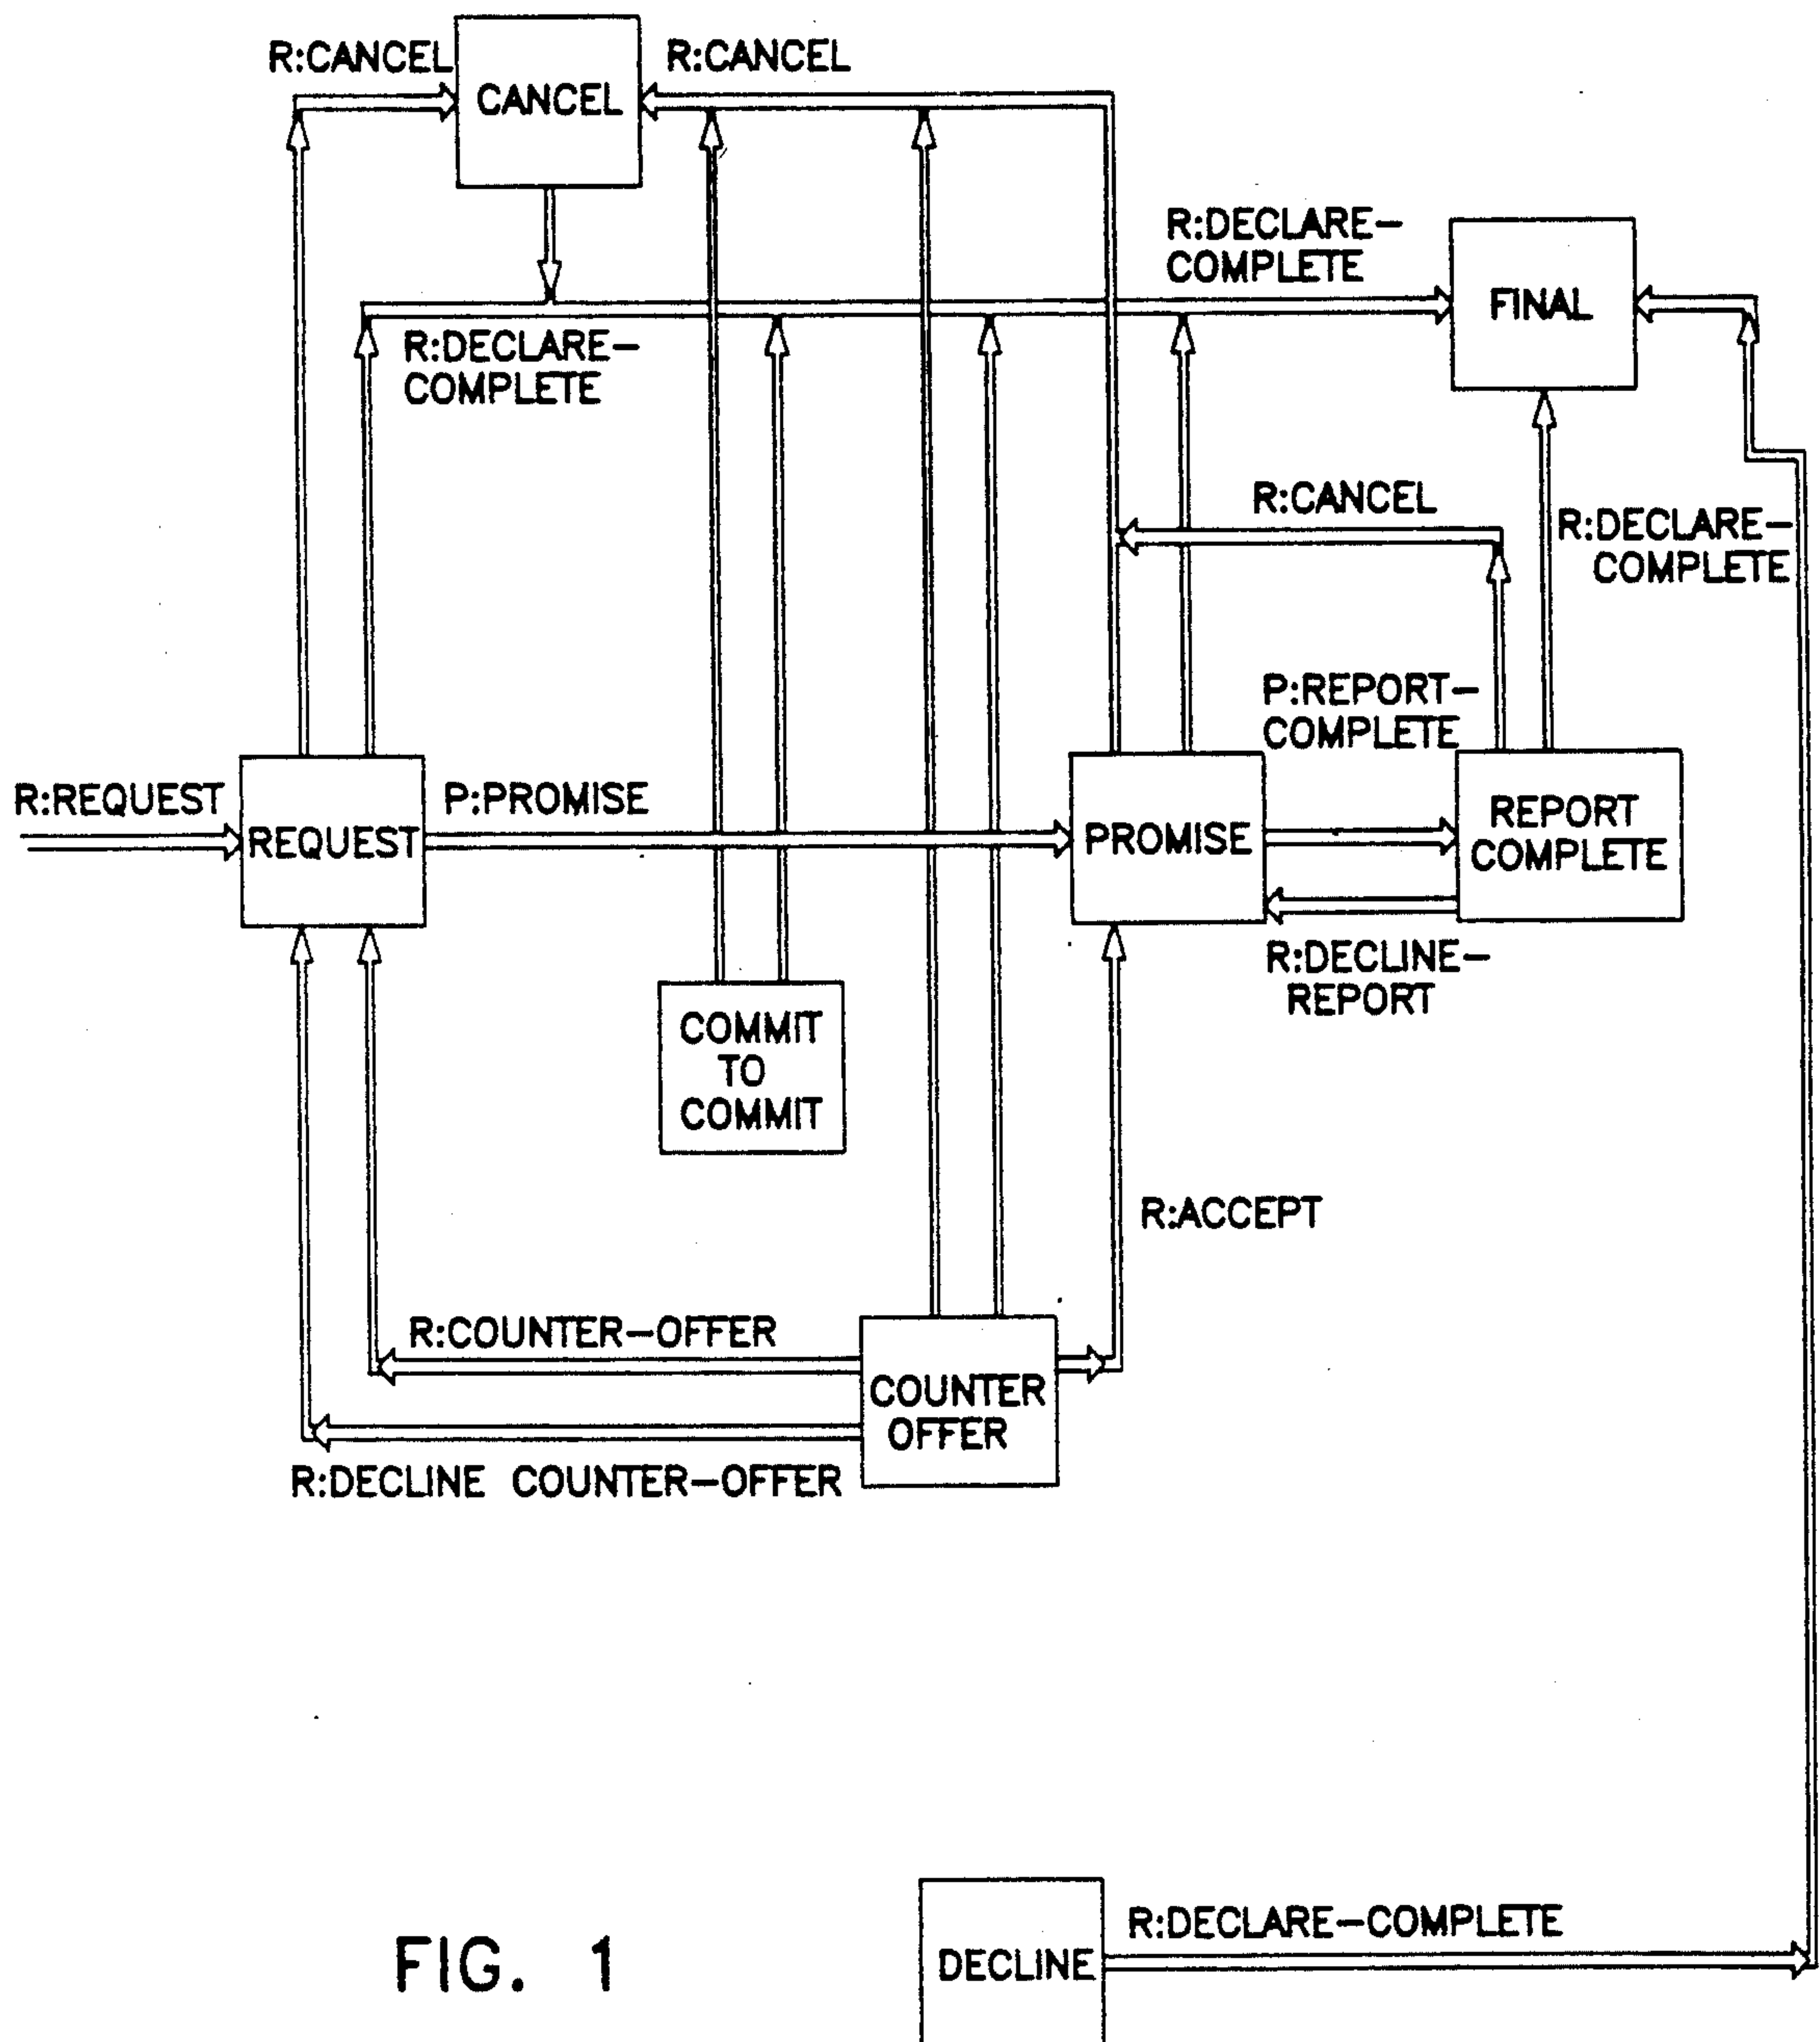 R:CANCEL
CANCEL
R:CANCEL
R:DECLARE-
COMPLETE
FINAL
R:DECLARE-
COMPLETE
R:CANCEL
R:DECLARE-
COMPLETE
P:REPORT-
COMPLETE
R:REQUEST
REQUEST
P:PROMISE
PROMISE
REPORT
COMPLETE
R:DECLINE-
REPORT
COMMIT
TO
COMMIT
R:ACCEPT
R:COUNTER-OFFER
COUNTER
OFFER
R:DECLINE COUNTER-OFFER
R:DECLARE-COMPLETE
DECLINE
FIG. 1